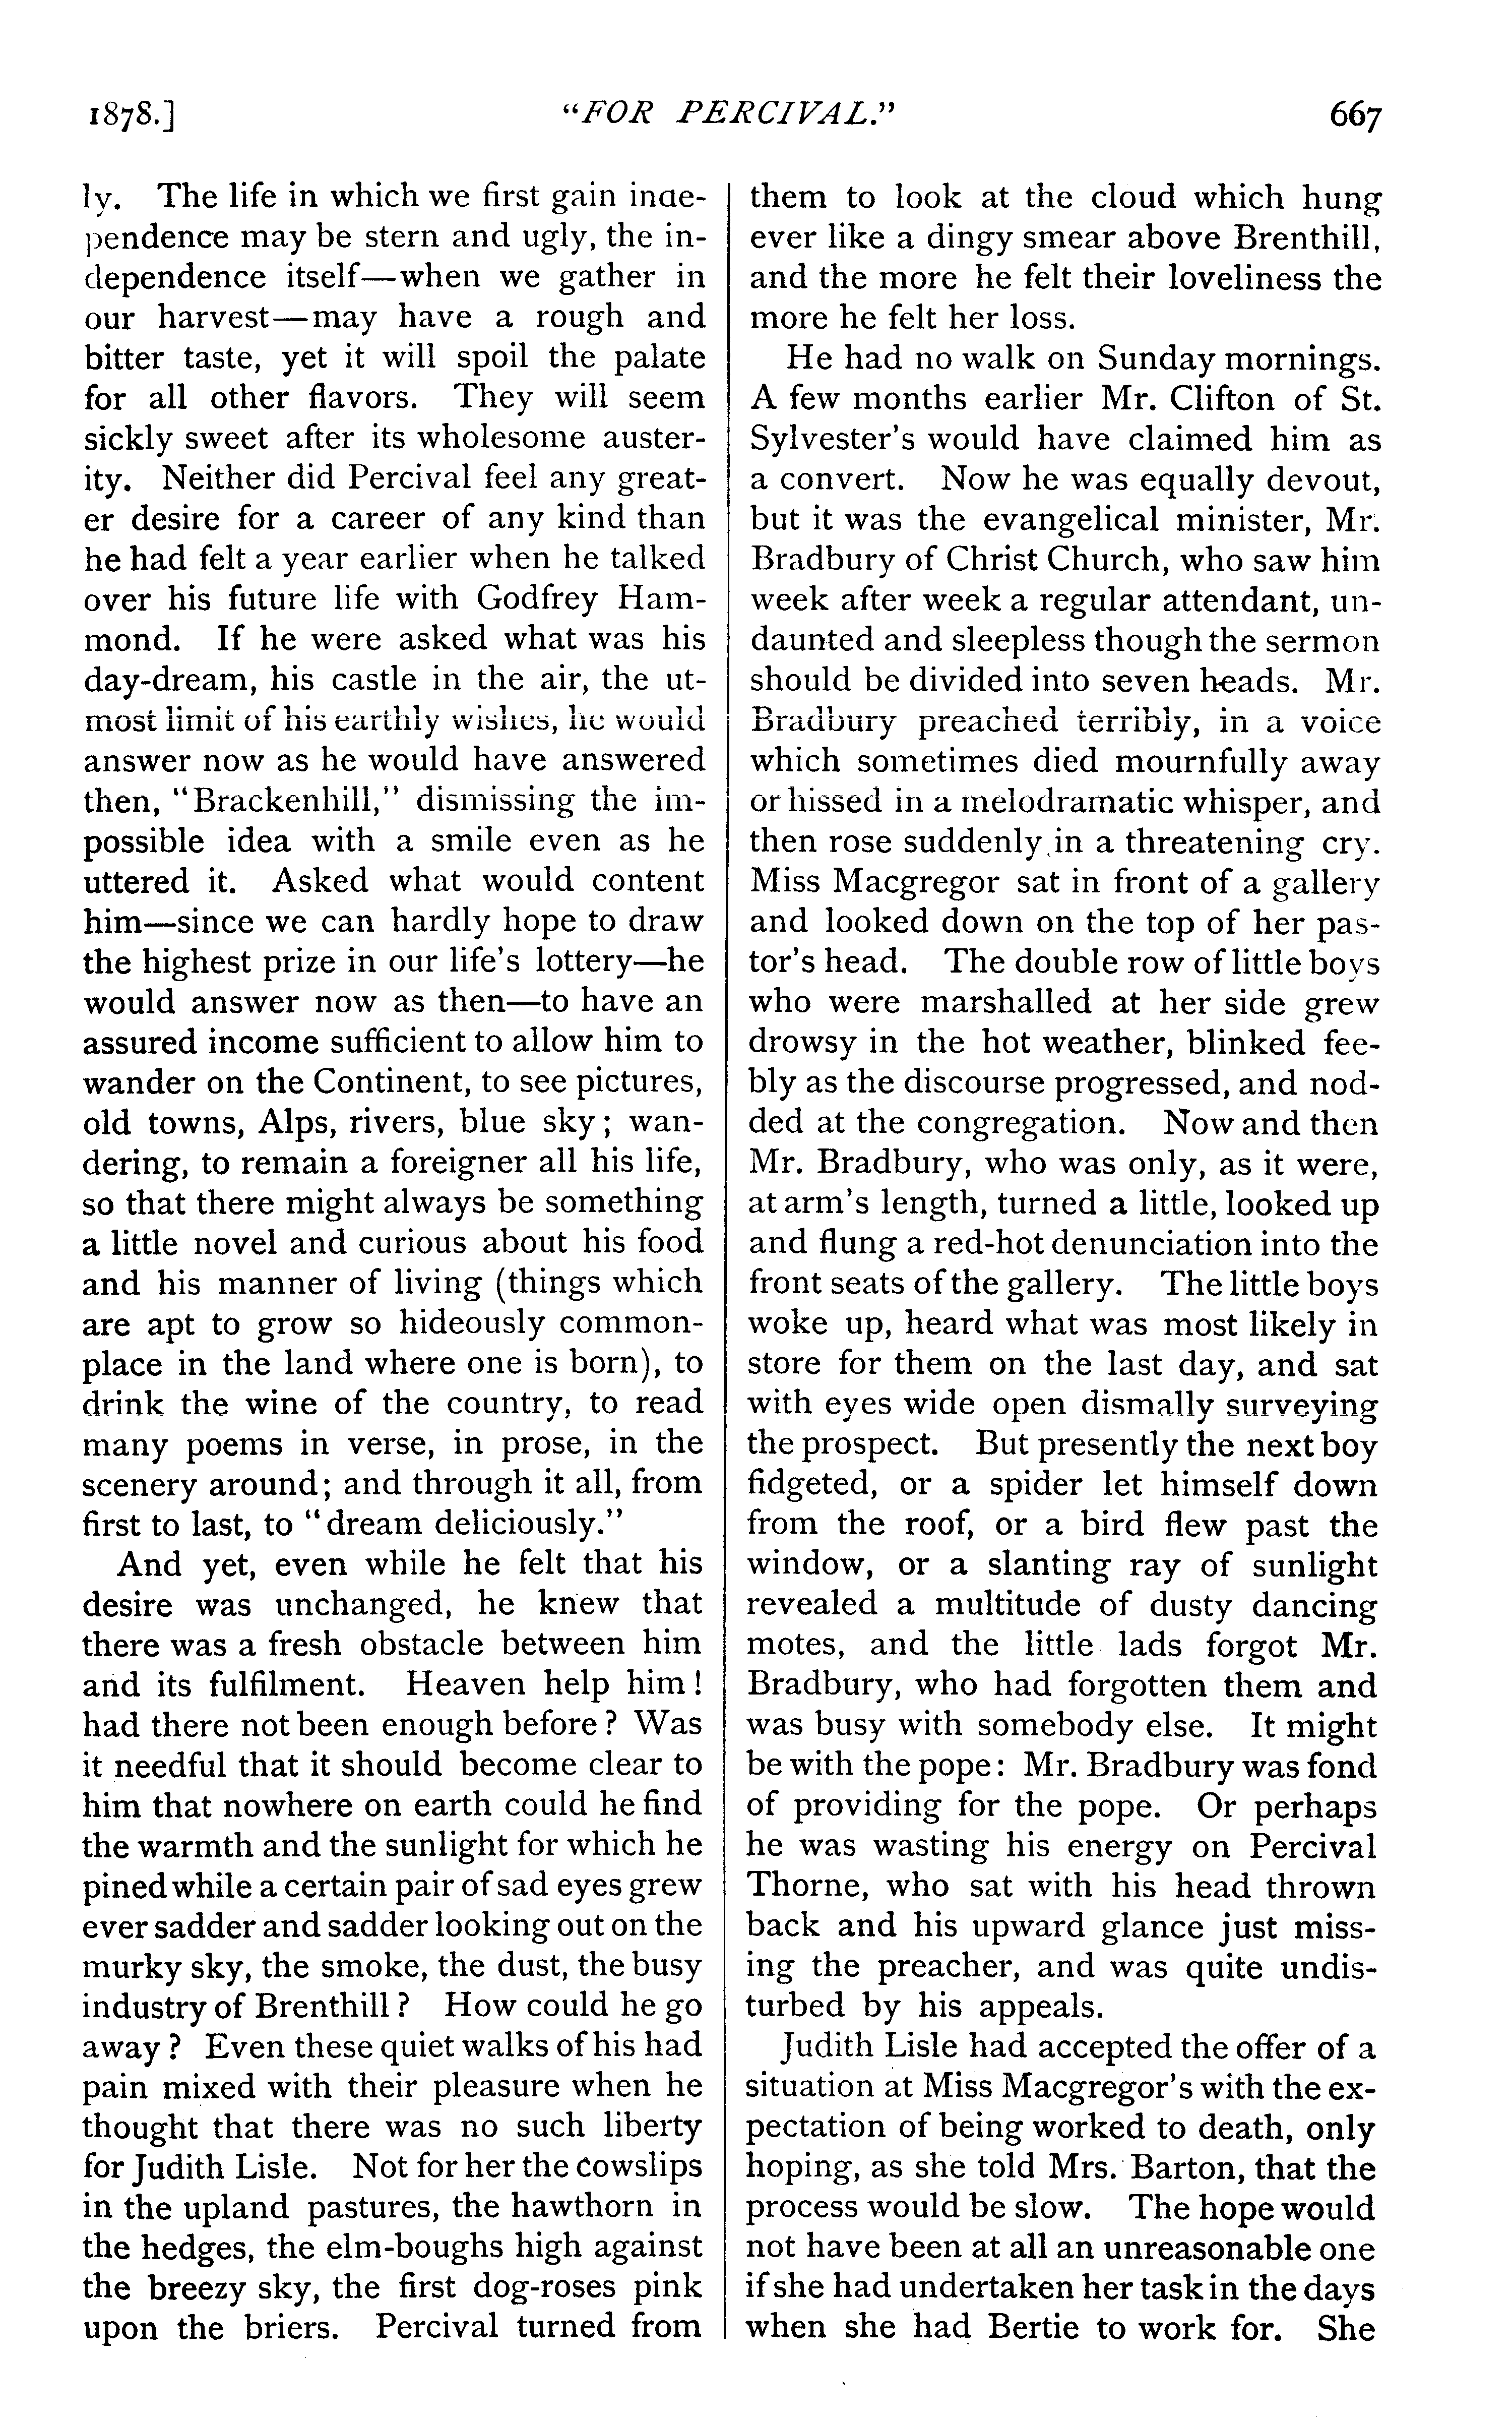 1878.] "FOR PERCIVAL." 667
ly. The life in which we first gain inde-
pendence may be stern and ugly, the in-
dependence itself—when we gather in
our harvest—may have a rough and
bitter taste, yet it will spoil the palate
for all other flavors. They will seem
sickly sweet after its wholesome auster-
ity. Neither did Percival feel any great-
er desire for a career of any kind than
he had felt a year earlier when he talked
over his future life with Godfrey Ham-
mond. If he were asked what was his
day-dream, his castle in the air, the ut-
most limit of his earthly wishes, he would
answer now as he would have answered
then, "Brackenhill," dismissing the im-
possible idea with a smile even as he
uttered it. Asked what would content
him—since we can hardly hope to draw
the highest prize in our life's lottery—he
would answer now as then—to have an
assured income sufficient to allow him to
wander on the Continent, to see pictures,
old towns, Alps, rivers, blue sky; wan-
dering, to remain a foreigner all his life,
so that there might always be something
a little novel and curious about his food
and his manner of living (things which
are apt to grow so hideously common-
place in the land where one is born), to
drink the wine of the country, to read
many poems in verse, in prose, in the
scenery around; and through it all, from
first to last, to "dream deliciously."
And yet, even while he felt that his
desire was unchanged, he knew that
there was a fresh obstacle between him
and its fulfilment. Heaven help him!
had there not been enough before? Was
it needful that it should become clear to
him that nowhere on earth could he find
the warmth and the sunlight for which he
pined while a certain pair of sad eyes grew
ever sadder and sadder looking out on the
murky sky, the smoke, the dust, the busy
industry of Brenthill? How could he go
away? Even these quiet walks of his had
pain mixed with their pleasure when he
thought that there was no such liberty
for Judith Lisle. Not for her the cowslips
in the upland pastures, the hawthorn in
the hedges, the elm-boughs high against
the breezy sky, the first dog-roses pink
upon the briers. Percival turned from
them to look at the cloud which hung
ever like a dingy smear above Brenthill,
and the more he felt their loveliness the
more he felt her loss.
He had no walk on Sunday mornings.
A few months earlier Mr. Clifton of St.
Sylvester's would have claimed him as
a convert. Now he was equally devout,
but it was the evangelical minister, Mr.
Bradbury of Christ Church, who saw him
week after week a regular attendant, un-
daunted and sleepless though the sermon
should be divided into seven heads. Mr.
Bradbury preached terribly, in a voice
which sometimes died mournfully away
or hissed in a melodramatic whisper, and
then rose suddenly in a threatening cry.
Miss Macgregor sat in front of a gallery
and looked down on the top of her pas-
tor's head. The double row of little boys
who were marshalled at her side grew
drowsy in the hot weather, blinked fee-
bly as the discourse progressed, and nod-
ded at the congregation. Now and then
Mr. Bradbury, who was only, as it were,
at arm's length, turned a little, looked up
and flung a red-hot denunciation into the
front seats of the gallery. The little boys
woke up, heard what was most likely in
store for them on the last day, and sat
with eyes wide open dismally surveying
the prospect. But presently the next boy
fidgeted, or a spider let himself down
from the roof, or a bird flew past the
window, or a slanting ray of sunlight
revealed a multitude of dusty dancing
motes, and the little lads forgot Mr.
Bradbury, who had forgotten them and
was busy with somebody else. It might
be with the pope: Mr. Bradbury was fond
of providing for the pope. Or perhaps
he was wasting his energy on Percival
Thorne, who sat with his head thrown
back and his upward glance just miss-
ing the preacher, and was quite undis-
turbed by his appeals.
Judith Lisle had accepted the offer of a
situation at Miss Macgregor's with the ex-
pectation of being worked to death, only
hoping, as she told Mrs. Barton, that the
process would be slow. The hope would
not have been at all an unreasonable one
if she had undertaken her task in the days
when she had Bertie to work for. She